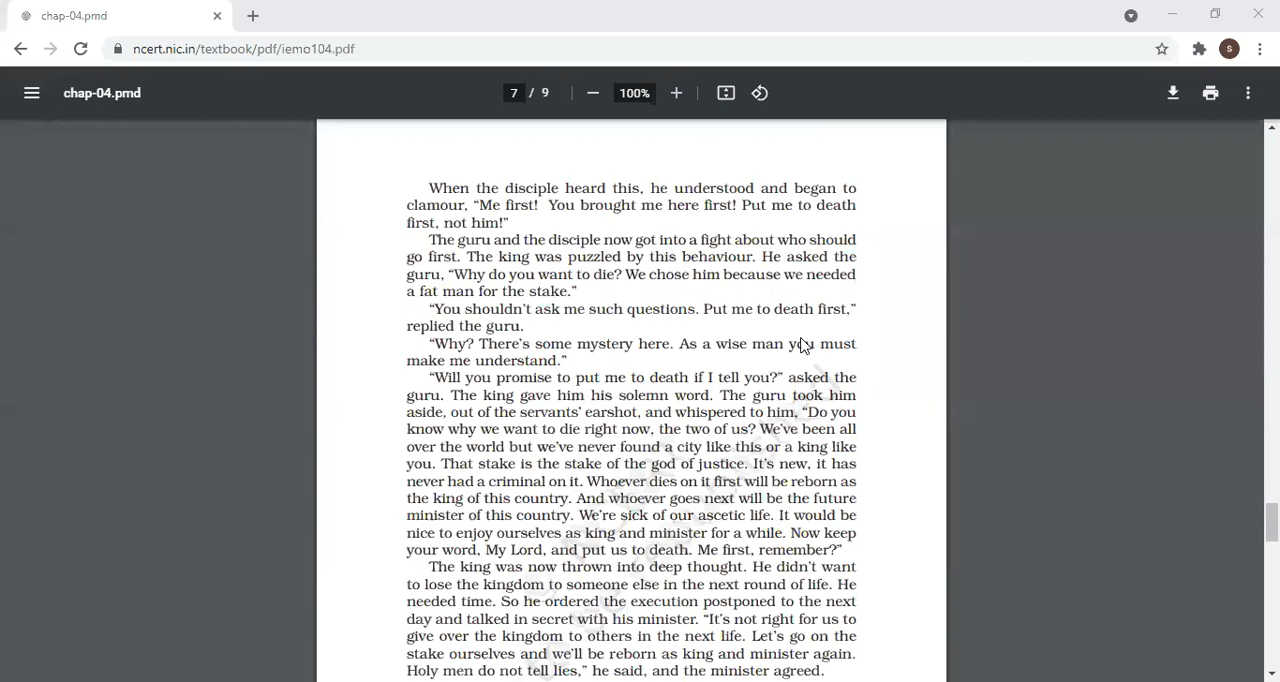 chap-04.pmd
ncert.nic.in/textbook/pdf/iemo104.pdf
S
chap-04.pmd
7 / 9
100%
When the disciple heard this, he understood and began to
clamour, “Me first! You brought me here first! Put me to death
first, not him!”
The guru and the disciple now got into a fight about who should
go first. The king was puzzled by this behaviour. He asked the
guru, “Why do you want to die? We chose him because we needed
a fat man for the stake.”
“You shouldn’t ask me such questions. Put me to death first,”
replied the guru.
“Why? There’s some mystery here. As a wise man you must
make me understand.”
“Will you promise to put me to death if I tell you?” asked the
guru. The king gave him his solemn word. The guru took him
aside, out of the servants’ earshot, and whispered to him, “Do you
know why we want to die right now, the two of us? We’ve been all
over the world but we’ve never found a city like this or a king like
you. That stake is the stake of the god of justice. It’s new, it has
never had a criminal on it. Whoever dies on it first will be reborn as
the king of this country. And whoever goes next will be the future
minister of this country. We’re sick of our ascetic life. It would be
nice to enjoy ourselves as king and minister for a while. Now keep
your word, My Lord, and put us to death. Me first, remember?”
The king was now thrown into deep thought. He didn’t want
to lose the kingdom to someone else in the next round of life. He
needed time. So he ordered the execution postponed to the next
day and talked in secret with his minister. “It’s not right for us to
give over the kingdom to others in the next life. Let’s go on the
stake ourselves and we’ll be reborn as king and minister again.
Holy men do not tell lies,” he said, and the minister agreed.